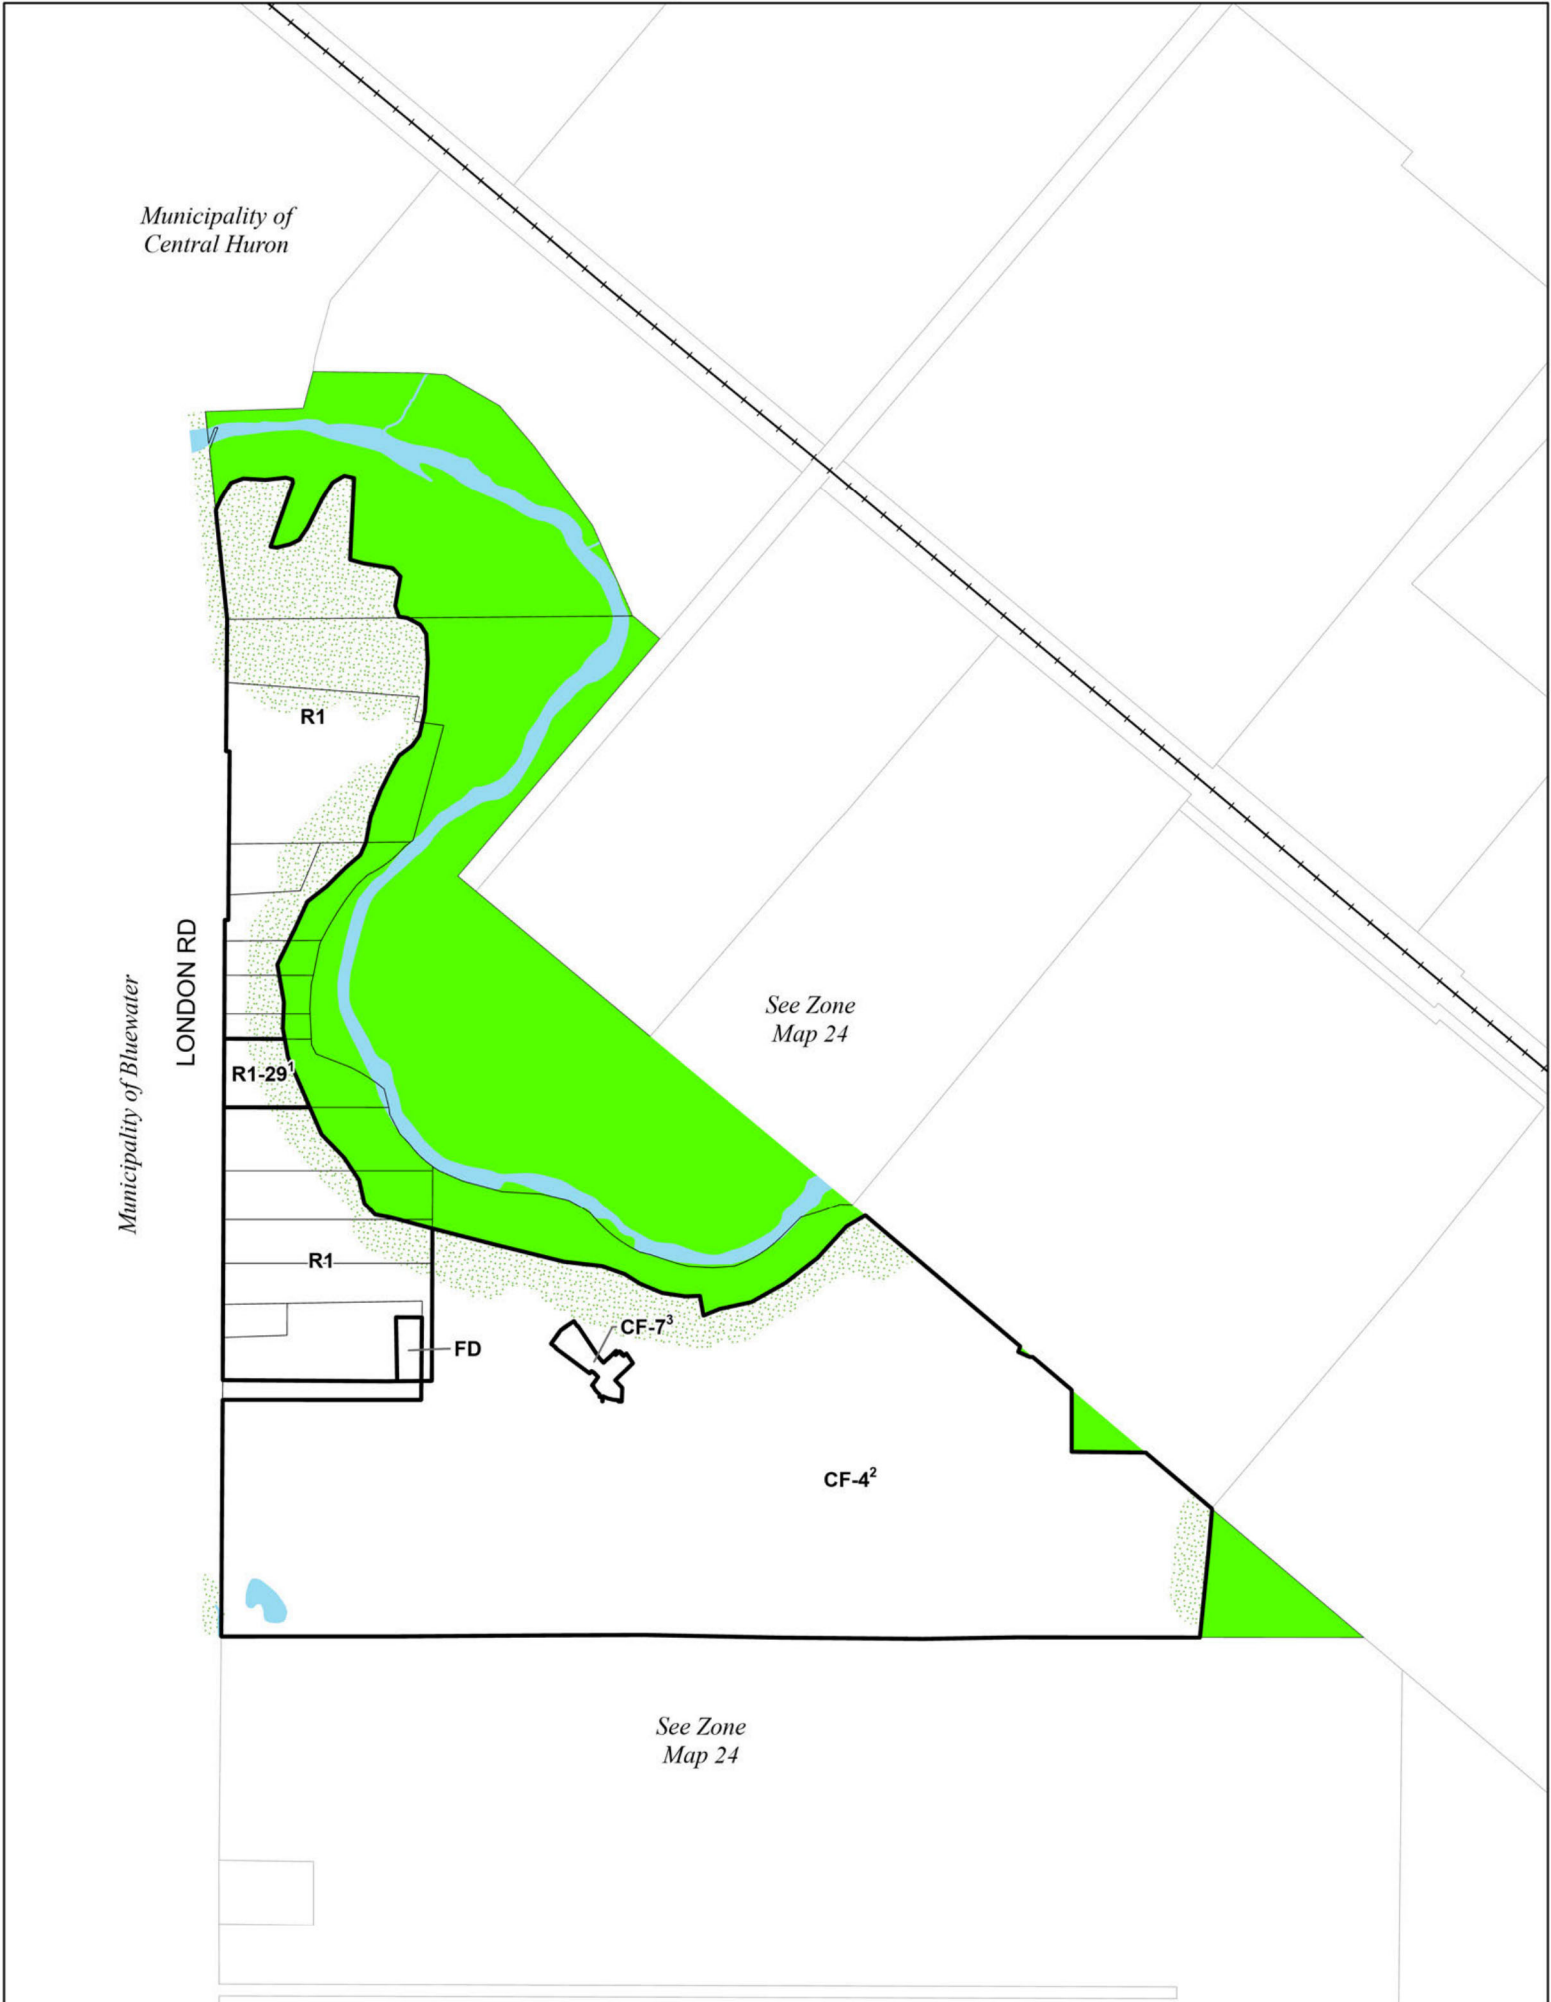 Municipality of
Central Huron
R1
LONDON RD
Municipality of Bluewater
See Zone
Map 24
R1-29¹
R1
CF-7³
FD
CF-4²
See Zone
Map 24